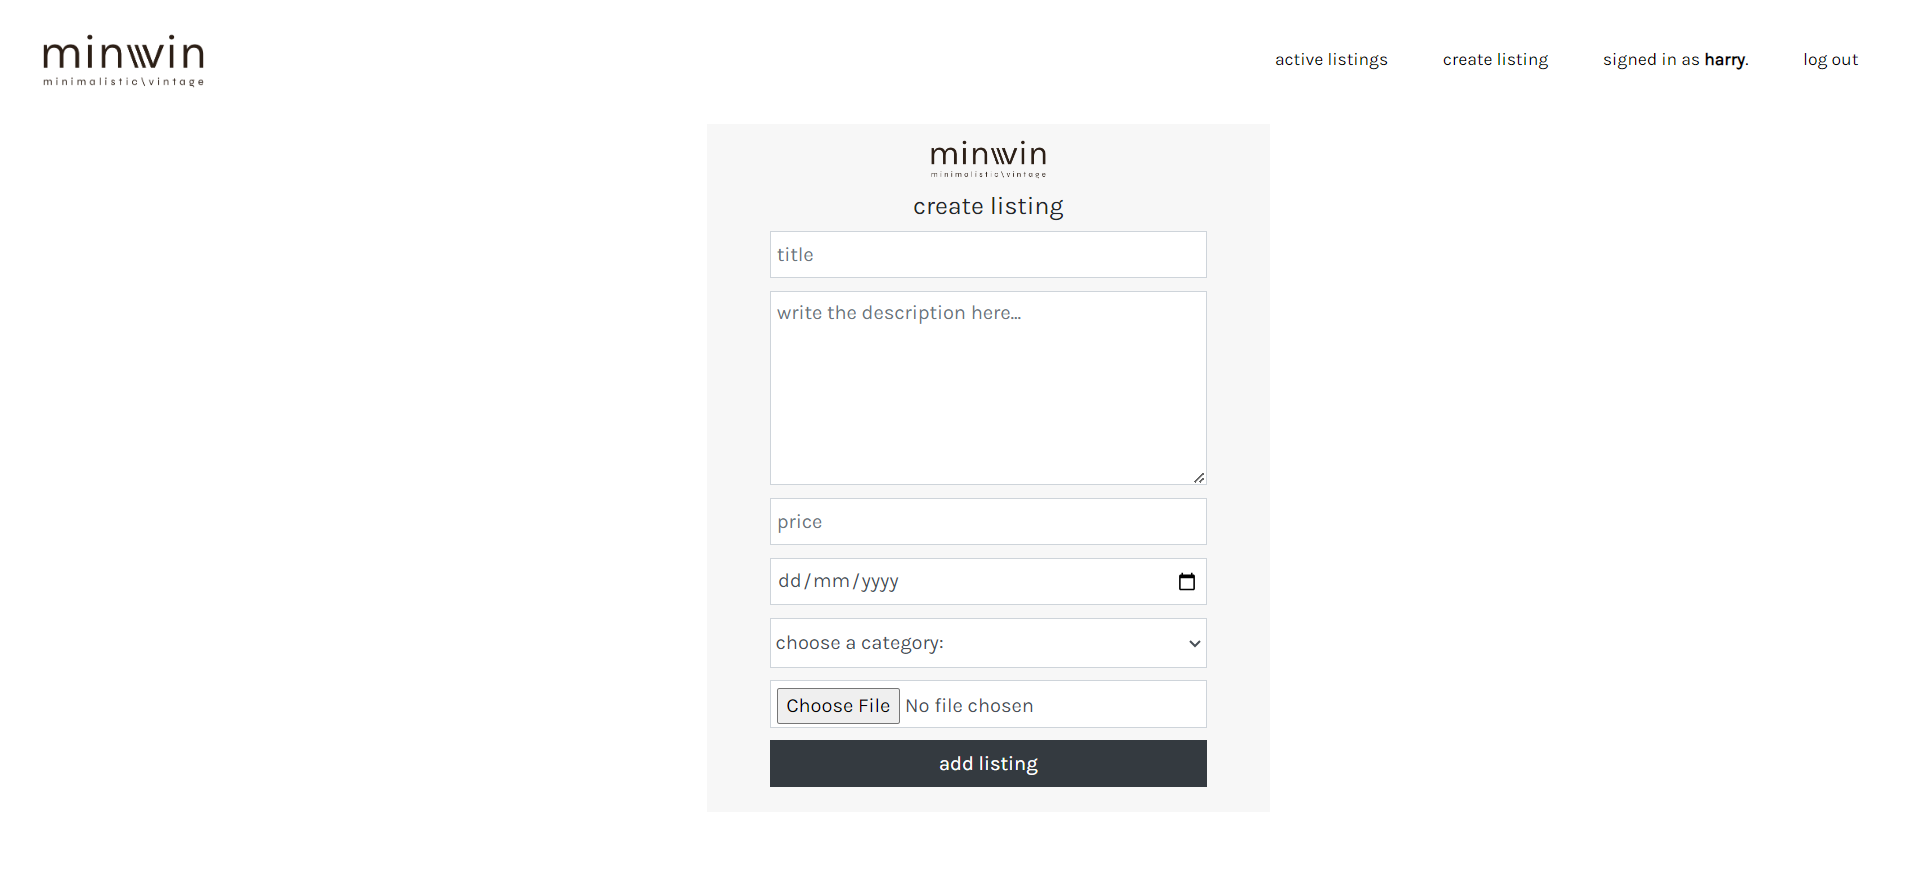 minwin
minimalistic\vintage
active listings
create listing
signed in as harry.
log out
minwin
minimalistic\vintage
create listing
title
write the description here...
price
dd/mm/yyyy
choose a category:
Choose File No file chosen
add listing